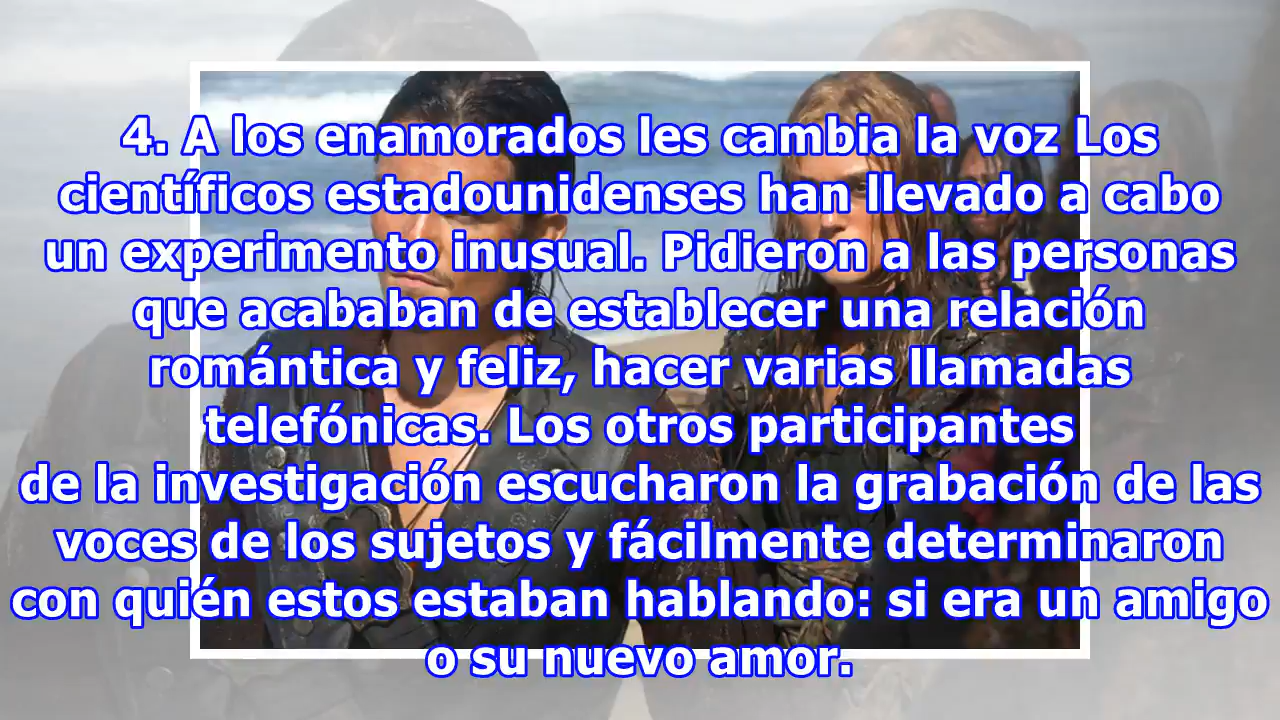 4. A los enamorados les cambia la voz Los
científicos estadounidenses han llevado a cabo
un experimento inusual. Pidieron a las personas
que acababan de establecer una relación
romántica y feliz, hacer varias llamadas
telefónicas. Los otros participantes
de la investigación escucharon la grabación de las
voces de los sujetos y fácilmente determinaron
con quién estos estaban hablando: si era un amigo
o su nuevo amor.